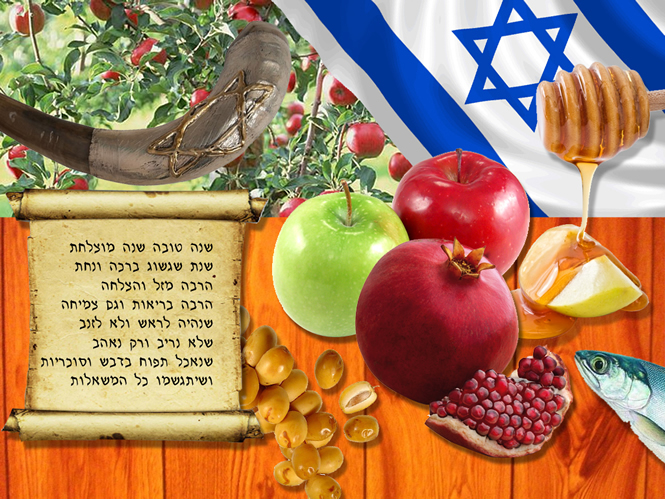 שנה טובה שנה מוצלחת
שנת שגשוג ברכה ונחת
הרבה מזל והצלחה
הרבה בריאות וגם צמיחה
שנהיה לראש ולא לזנב
שלא נריב ורק נאהב
שנאכל תפוח בדבש וסוכריות
ושיתגשמו כל המשאלות